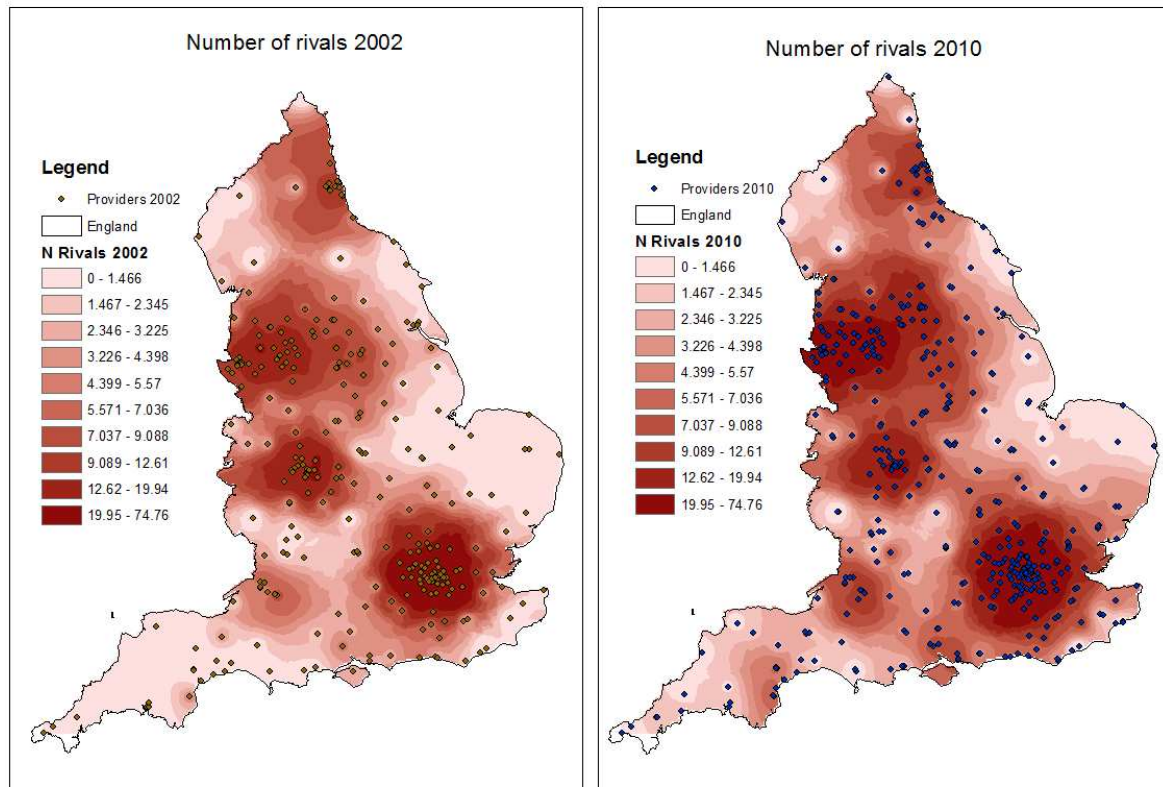 Number of rivals 2002
Legend
Providers 2002
England
N Rivals 2002
0 - 1.466
1.467 - 2.345
2.346 - 3.225
3.226 - 4.398
4.399 - 5.57
5.571 - 7.036
7.037 - 9.088
9.089 - 12.61
12.62 - 19.94
19.95 - 74.76
Number of rivals 2010
Legend
Providers 2010
England
N Rivals 2010
0 - 1.466
1.467 - 2.345
2.346 - 3.225
3.226 - 4.398
4.399 - 5.57
5.571 - 7.036
7.037 - 9.088
9.089 - 12.61
12.62 - 19.94
19.95 - 74.76